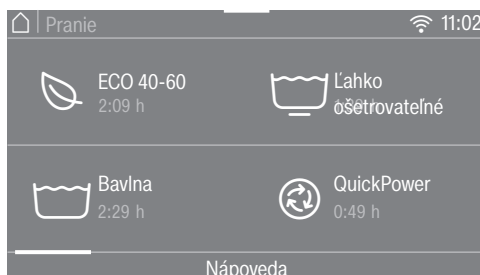 Pranie
11:02
ECO 40-60
2:09 h
Ľahko
ošetrovateľné
Bavlna
2:29 h
QuickPower
0:49 h
Nápoveda